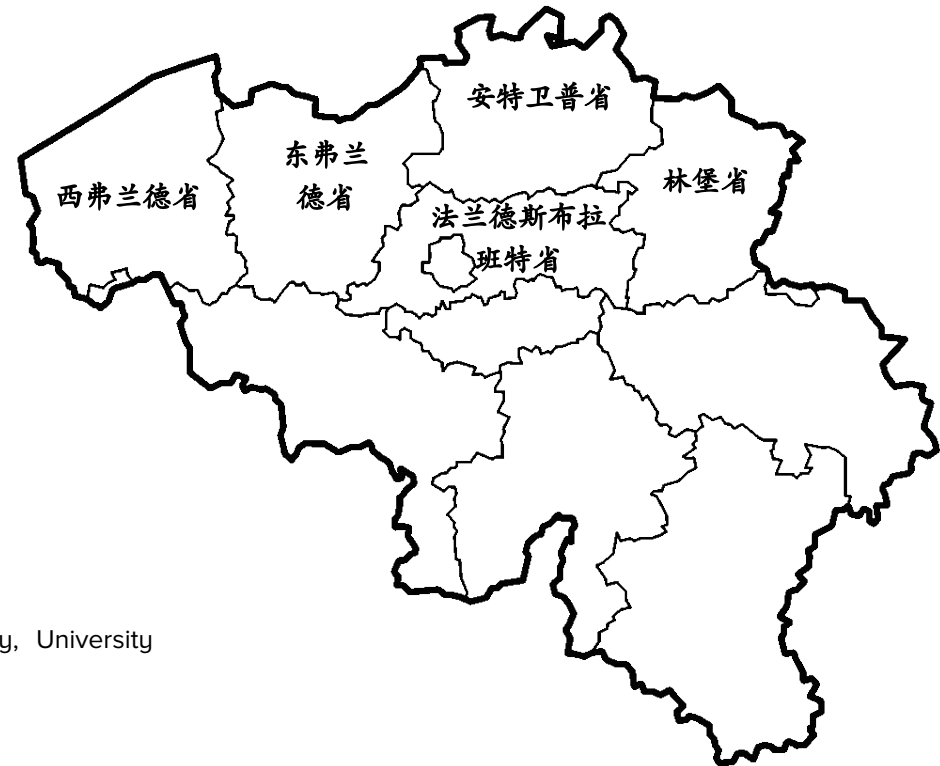 安特卫普省
东弗兰
德省
西弗兰德省
林堡省
法兰德斯布拉
班特省
y, University